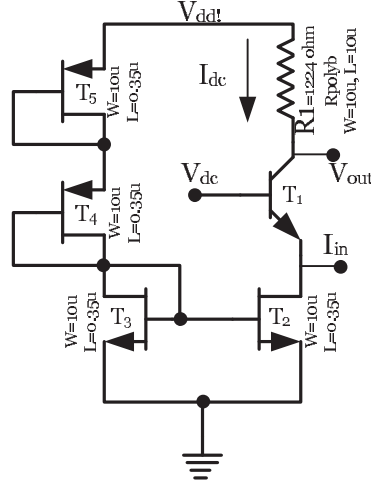 Vdd!
Idc
R1=1224 ohm
Rpolyb
W=10u, L=10u
Vout
T5
W=10u
L=0.35u
Vdc
T1
T4
W=10u
L=0.35u
Iin
T3
W=10u
L=0.35u
T2
W=10u
L=0.35u